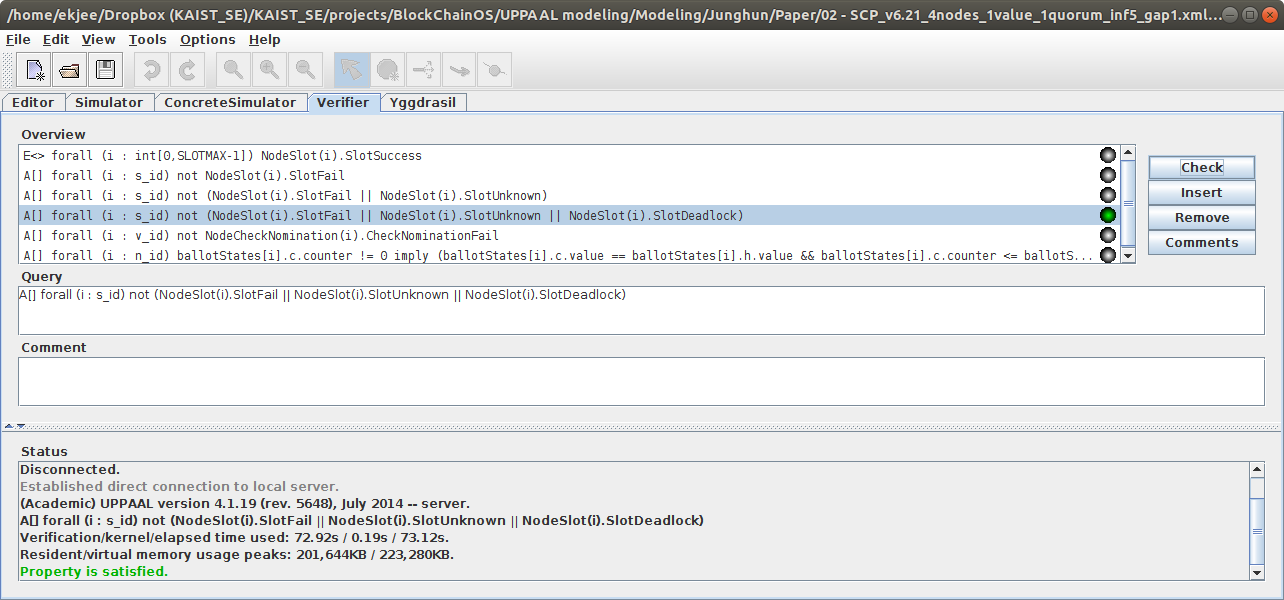 /home/ekjee/Dropbox (KAIST_SE)/KAIST_SE/projects/BlockChainOS/UPPAAL modeling/Modeling/Junghun/Paper/02 - SCP_v6.21_4nodes_1value_1quorum_inf5_gap1.xml...
File Edit View Tools Options Help
Editor Simulator ConcreteSimulator Verifier Yggdrasil
Overview
E<> forall (i : int[0,SLOTMAX-1]) NodeSlot(i).SlotSuccess
A[] forall (i : s_id) not NodeSlot(i).SlotFail
A[] forall (i : s_id) not (NodeSlot(i).SlotFail || NodeSlot(i).SlotUnknown)
A[] forall (i : s_id) not (NodeSlot(i).SlotFail || NodeSlot(i).SlotUnknown || NodeSlot(i).SlotDeadlock)
A[] forall (i : v_id) not NodeCheckNomination(i).CheckNominationFail
A[] forall (i : n_id) ballotStates[i].c.counter != 0 imply (ballotStates[i].c.value == ballotStates[i].h.value && ballotStates[i].c.counter <= ballotS...
Check
Insert
Remove
Comments
Query
A[] forall (i : s_id) not (NodeSlot(i).SlotFail || NodeSlot(i).SlotUnknown || NodeSlot(i).SlotDeadlock)
Comment
Status
Disconnected.
Established direct connection to local server.
(Academic) UPPAAL version 4.1.19 (rev. 5648), July 2014 -- server.
A[] forall (i : s_id) not (NodeSlot(i).SlotFail || NodeSlot(i).SlotUnknown || NodeSlot(i).SlotDeadlock)
Verification/kernel/elapsed time used: 72.92s / 0.19s / 73.12s.
Resident/virtual memory usage peaks: 201,644KB / 223,280KB.
Property is satisfied.